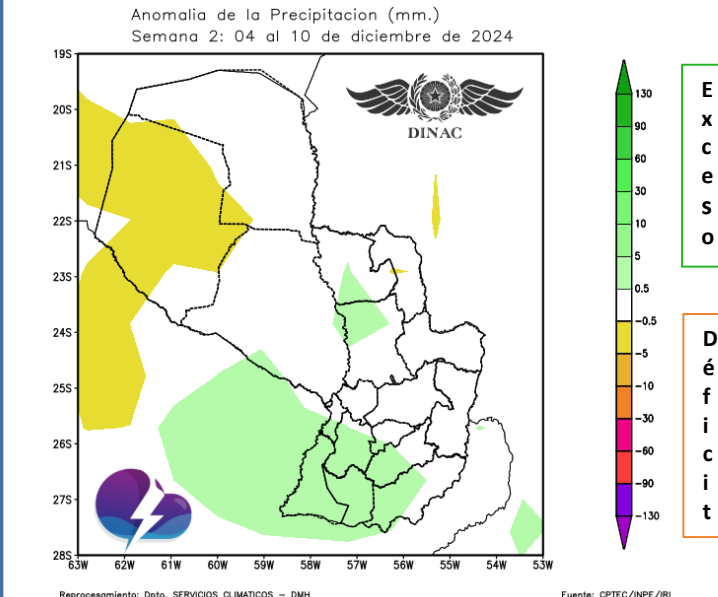 Anomalia de la Precipitacion (mm.)
Semana 2: 04 al 10 de diciembre de 2024
19S
20S
21S
22S
23S
24S
25S
26S
27S
28S
63W 62W 61W 60W 59W 58W 57W 56W 55W 54W 53W
DINAC
130
90
60
30
10
5
0.5
-0.5
-5
-10
-30
-60
-90
-130
Exceso
Déficit
Reprocesamiento: Dpto. SERVICIOS CLIMATICOS - DMH
Fuente: CPTEC/INPE/IRI